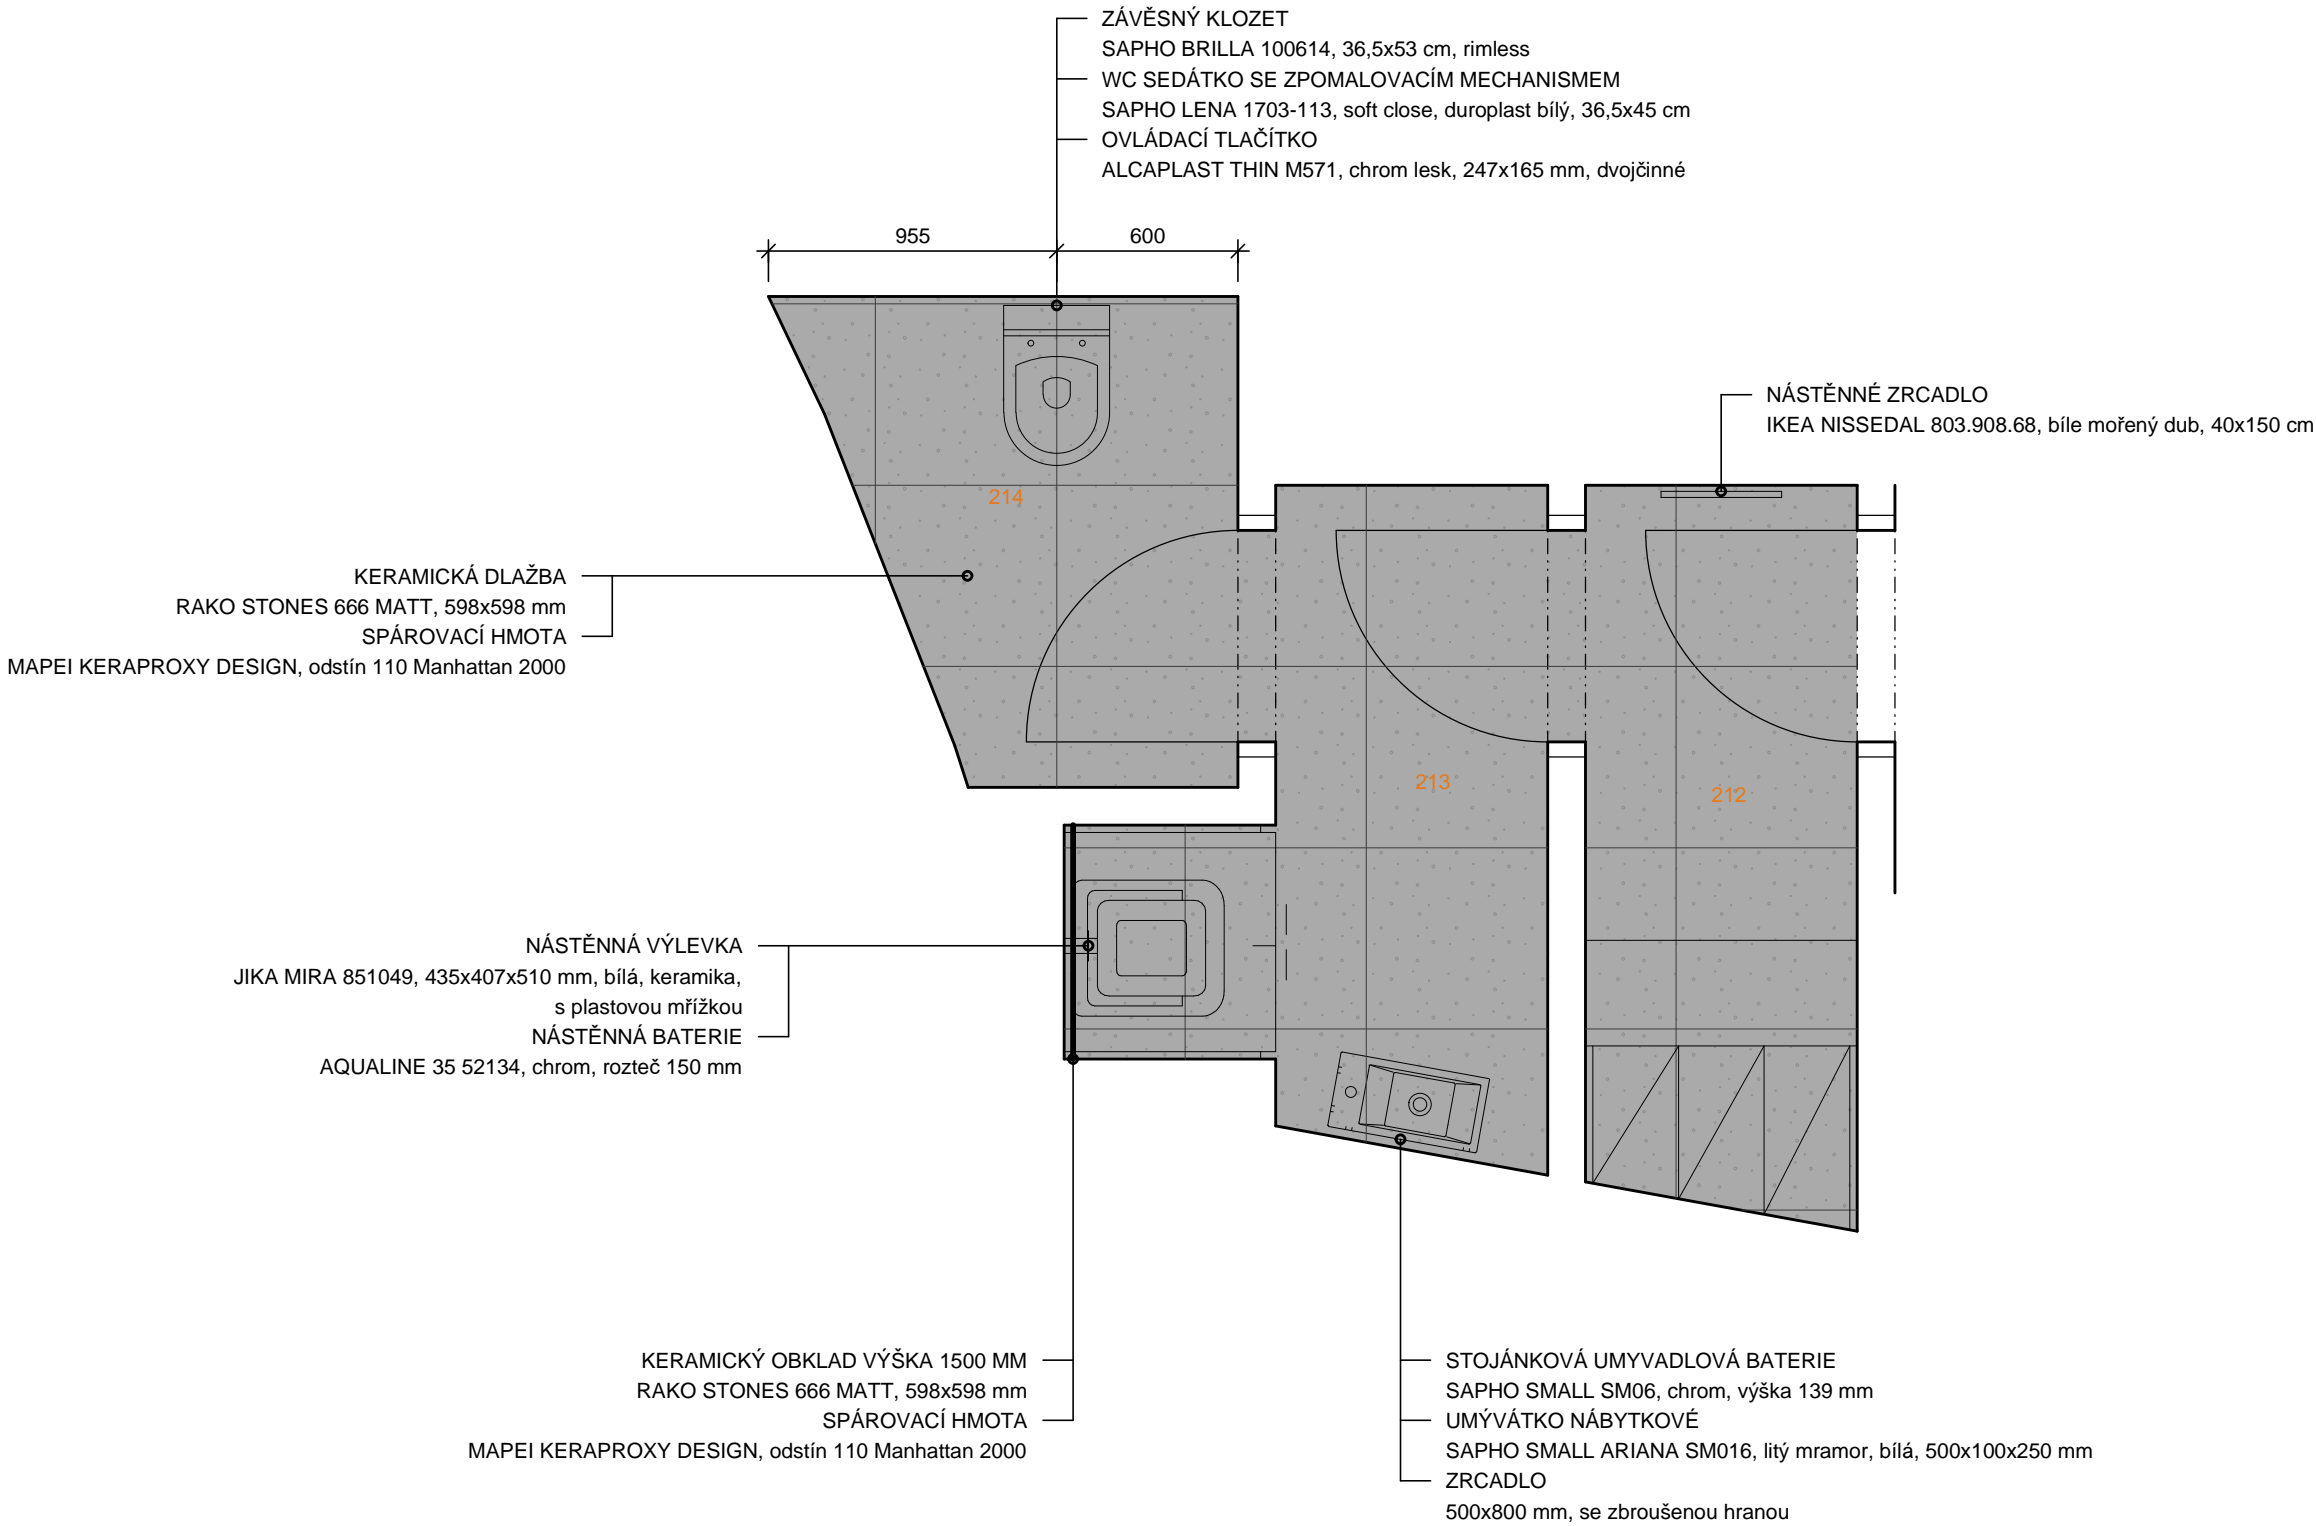 ZÁVĚSNÝ KLOZET
SAPHO BRILLA 100614, 36,5x53 cm, rimless
WC SEDÁTKO SE ZPOMALOVACÍM MECHANISMEM
SAPHO LENA 1703-113, soft close, duroplast bílý, 36,5x45 cm
OVLÁDACÍ TLAČÍTKO
ALCAPLAST THIN M571, chrom lesk, 247x165 mm, dvojčinné
955
600
NÁSTĚNNÉ ZRCADLO
IKEA NISSEDAL 803.908.68, bíle mořený dub, 40x150 cm
214
KERAMICKÁ DLAŽBA
RAKO STONES 666 MATT, 598x598 mm
SPÁROVACÍ HMOTA
MAPEI KERAPROXY DESIGN, odstín 110 Manhattan 2000
213
212
NÁSTĚNNÁ VÝLEVKA
JIKA MIRA 851049, 435x407x510 mm, bílá, keramika,
s plastovou mřížkou
NÁSTĚNNÁ BATERIE
AQUALINE 35 52134, chrom, rozteč 150 mm
KERAMICKÝ OBKLAD VÝŠKA 1500 MM
RAKO STONES 666 MATT, 598x598 mm
SPÁROVACÍ HMOTA
MAPEI KERAPROXY DESIGN, odstín 110 Manhattan 2000
STOJÁNKOVÁ UMYVADLOVÁ BATERIE
SAPHO SMALL SM06, chrom, výška 139 mm
UMÝVÁTKO NÁBYTKOVÉ
SAPHO SMALL ARIANA SM016, litý mramor, bílá, 500x100x250 mm
ZRCADLO
500x800 mm, se zbroušenou hranou